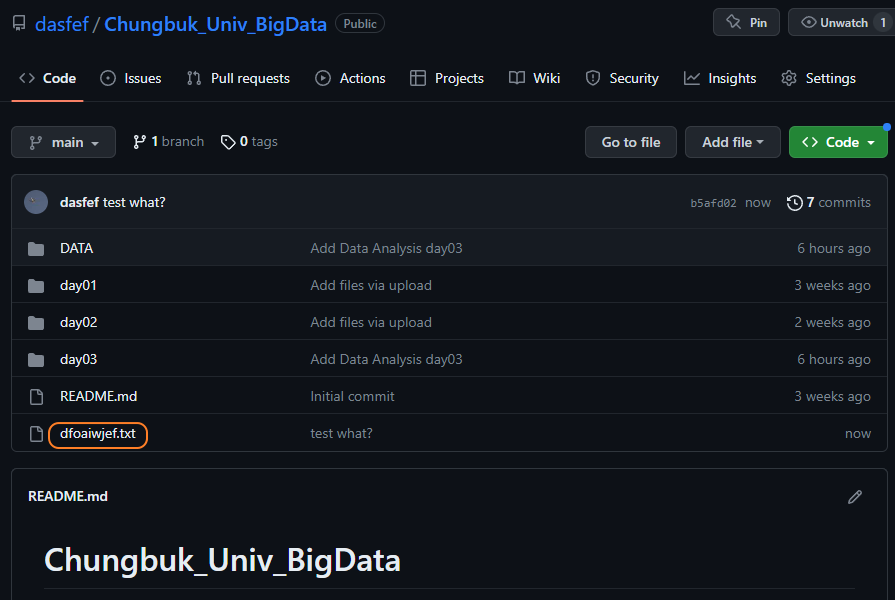 dasfef / Chungbuk_Univ_BigData Public Pin Unwatch 1
Code Issues Pull requests Actions Projects Wiki Security Insights Settings
main 1 branch 0 tags Go to file Add file Code
dasfef test what? b5afd02 now 7 commits
DATA Add Data Analysis day03 6 hours ago
day01 Add files via upload 3 weeks ago
day02 Add files via upload 2 weeks ago
day03 Add Data Analysis day03 6 hours ago
README.md Initial commit 3 weeks ago
dfoaiwjef.txt test what? now
README.md
Chungbuk_Univ_BigData